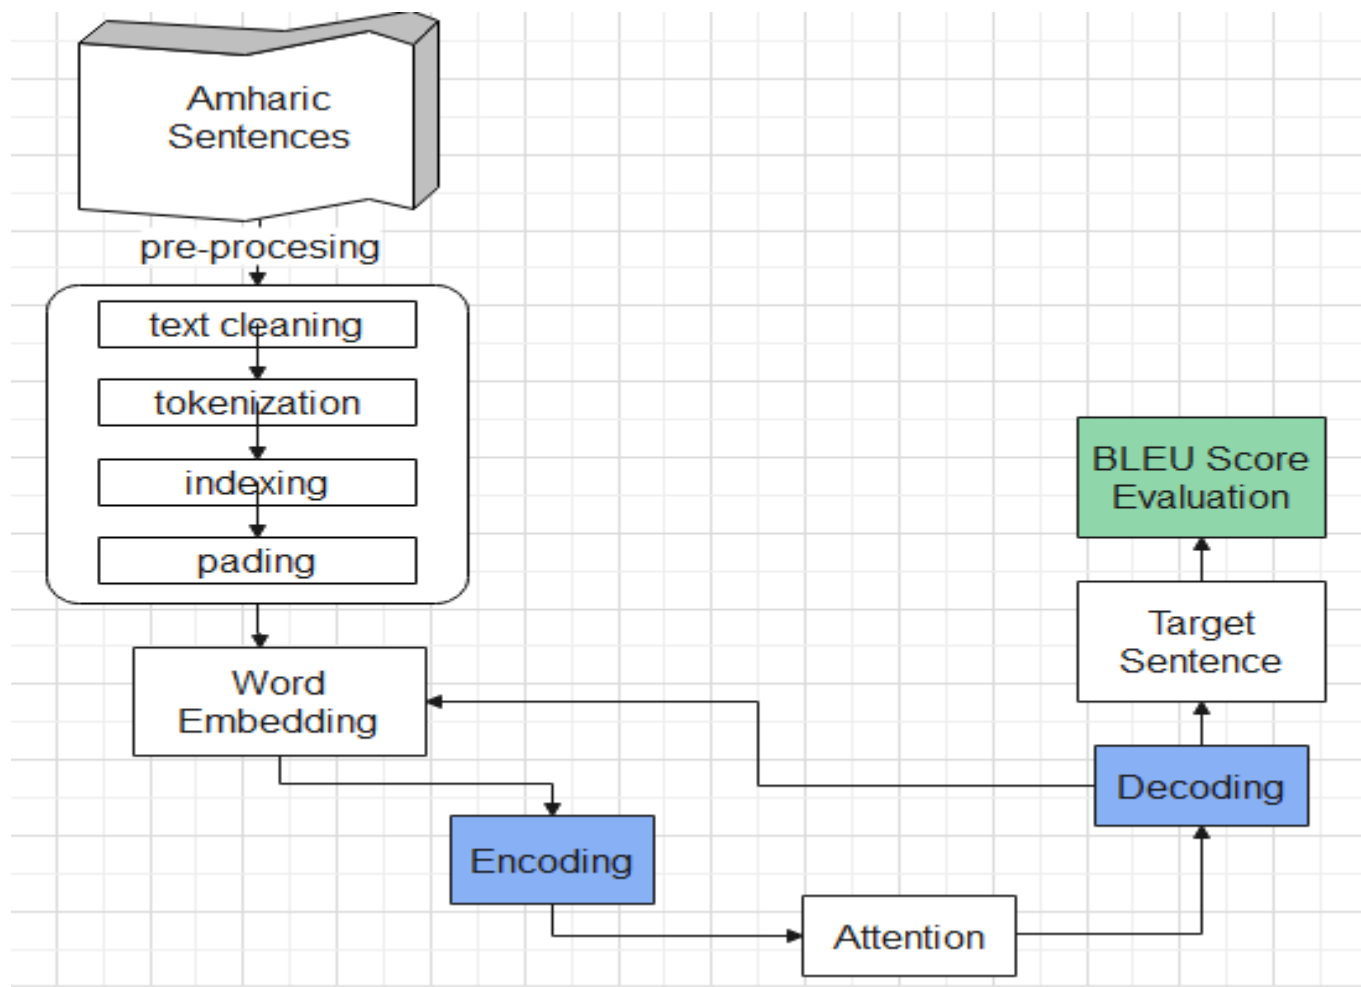 Amharic
Sentences
pre-procesing
text cleaning
tokenization
indexing
pading
Word
Embedding
Encoding
Attention
Decoding
Target
Sentence
BLEU Score
Evaluation